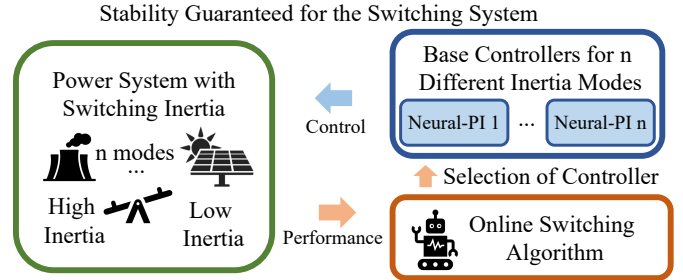 Stability Guaranteed for the Switching System
Power System with
Switching Inertia
n modes
...
High
Inertia
Low
Inertia
Control
Performance
Base Controllers for n
Different Inertia Modes
Neural-PI 1
...
Neural-PI n
Selection of Controller
Online Switching
Algorithm